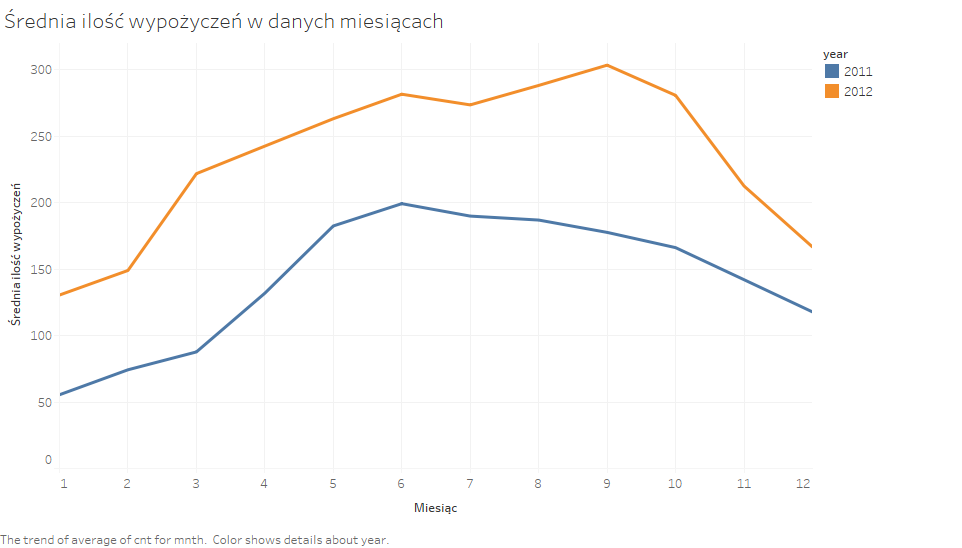 Średnia ilość wypożyczeń w danych miesiącach
year
2011
2012
Średnia ilość wypożyczeń
300
250
200
150
100
50
0
1 2 3 4 5 6 7 8 9 10 11 12
Miesiąc
The trend of average of cnt for mnth. Color shows details about year.